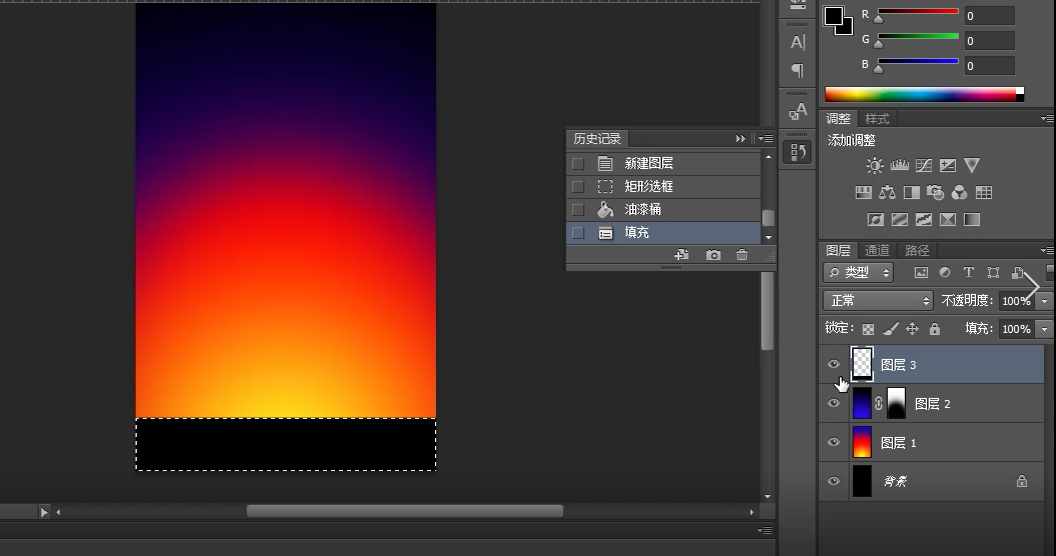 R 0
G 0
B 0
A|
A
调整 样式
添加调整
历史记录
新建图层
矩形选框
油漆桶
填充
图层 通道 路径
类型
T
正常 不透明度: 100%
锁定: 填充: 100%
图层 3
图层 2
图层 1
背景